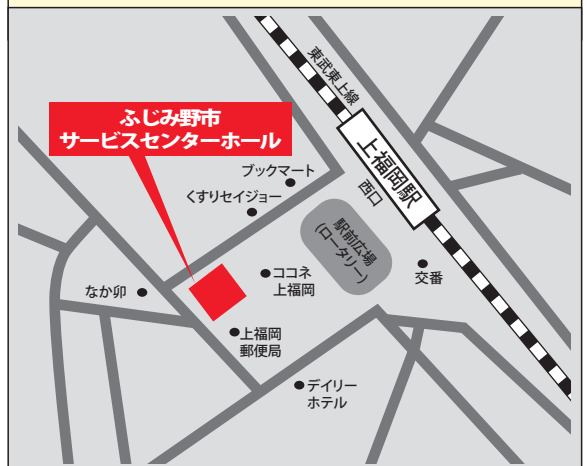 東武東上線
ふじみ野市
サービスセンターホール
上福岡駅
ブックマート
西口
くすりセイジョー
駅前広場
(ロータリー)
ココネ
上福岡
交番
なか卯
上福岡
郵便局
デイリー
ホテル